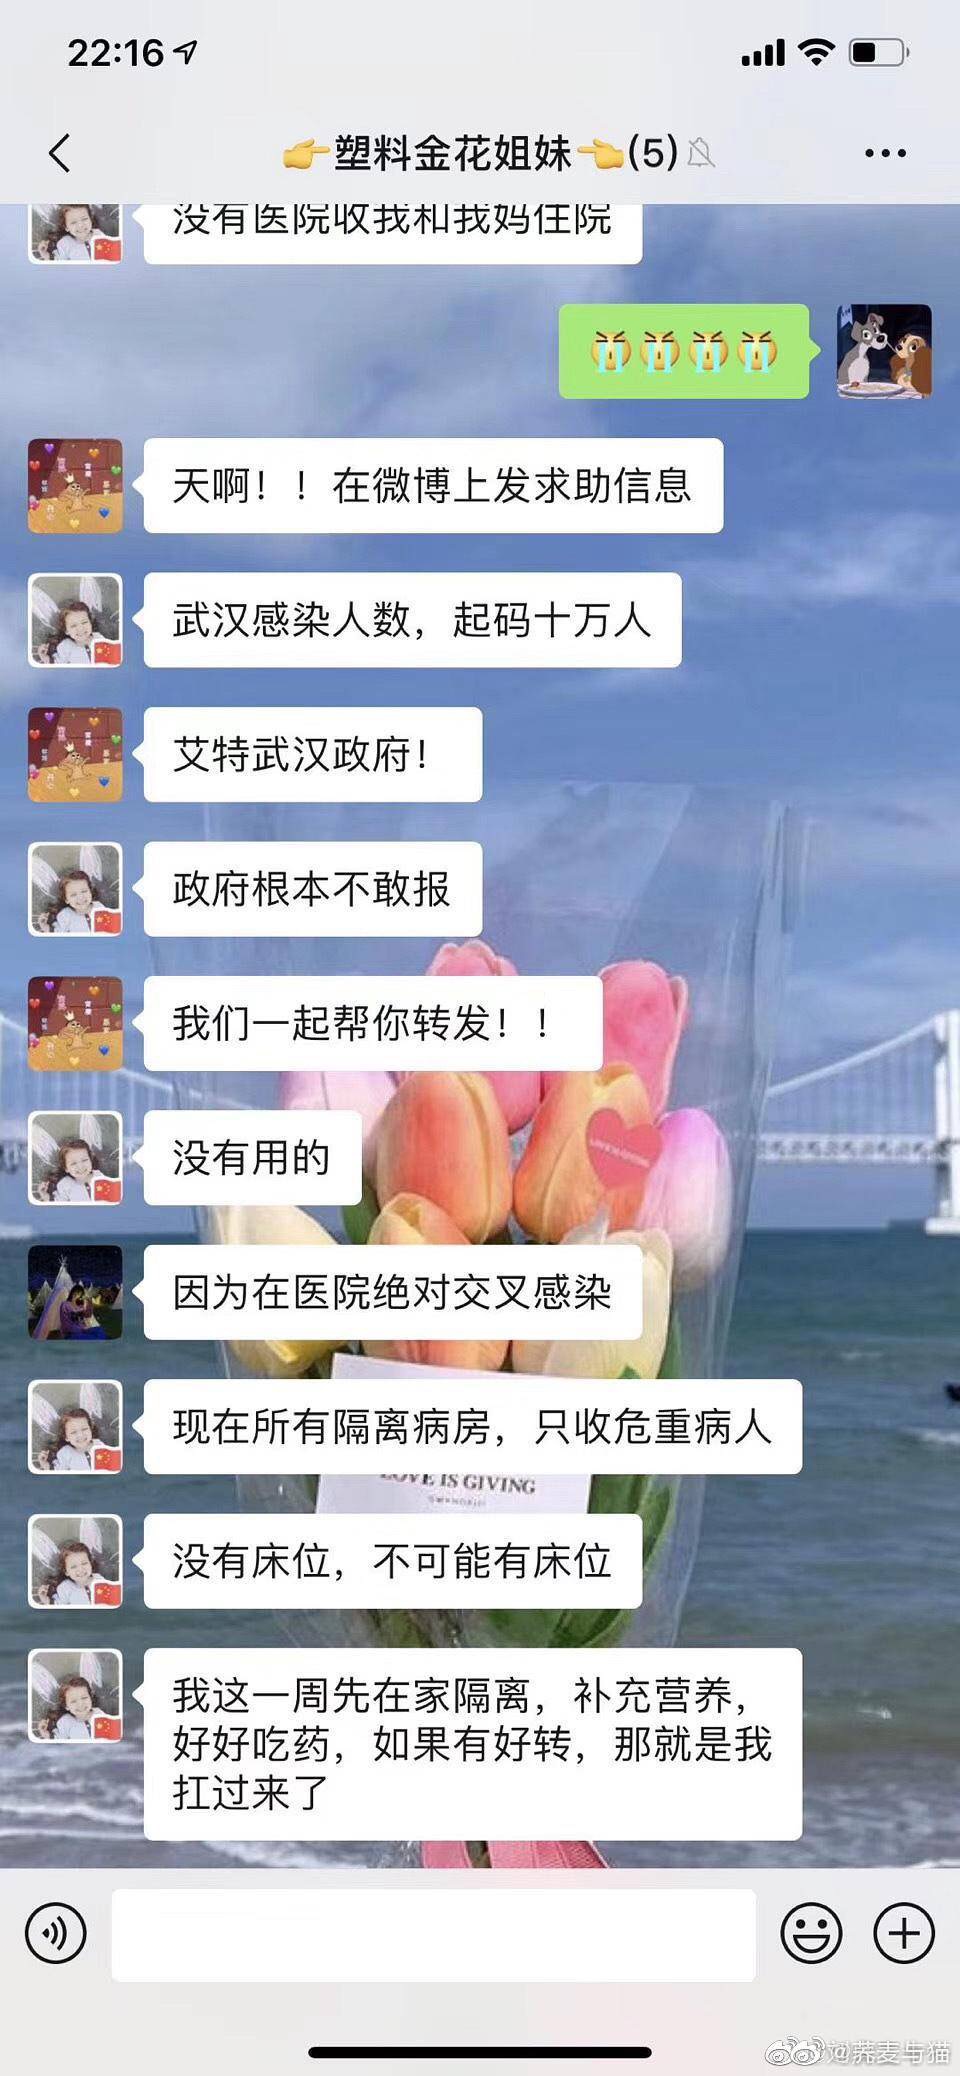 22:16
👉塑料金花姐妹👈(5)
没有医院收我和我妈住院
😭😭😭😭
天啊！！在微博上发求助信息
武汉感染人数，起码十万人
艾特武汉政府！
政府根本不敢报
我们一起帮你转发！！
没有用的
因为在医院绝对交叉感染
现在所有隔离病房，只收危重病人
LOVE IS GIVING
没有床位，不可能有床位
我这一周先在家隔离，补充营养，
好好吃药，如果有好转，那就是我
扛过来了
@荞麦与猫